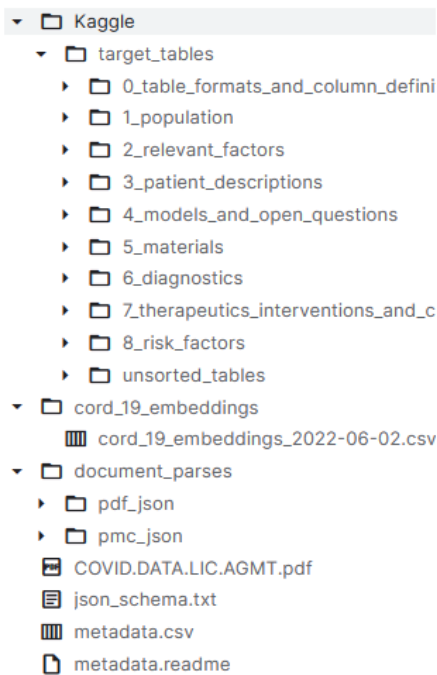 Kaggle
target_tables
0_table_formats_and_column_defini
1_population
2_relevant_factors
3_patient_descriptions
4_models_and_open_questions
5_materials
6_diagnostics
7_therapeutics_interventions_and_c
8_risk_factors
unsorted_tables
cord_19_embeddings
cord_19_embeddings_2022-06-02.csv
document_parses
pdf_json
pmc_json
PDF COVID.DATA.LIC.AGMT.pdf
json_schema.txt
metadata.csv
metadata.readme